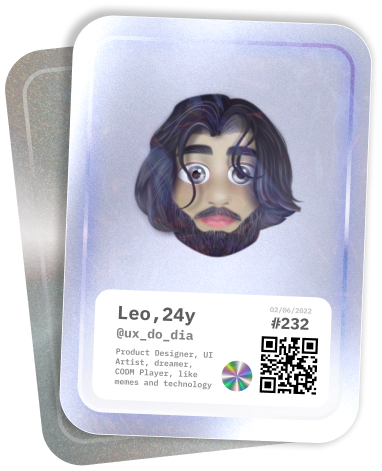 Leo,24y
@ux_do_dia
Product Designer, UI
Artist, dreamer,
CODM Player, like
memes and technology
02/06/2022
#232